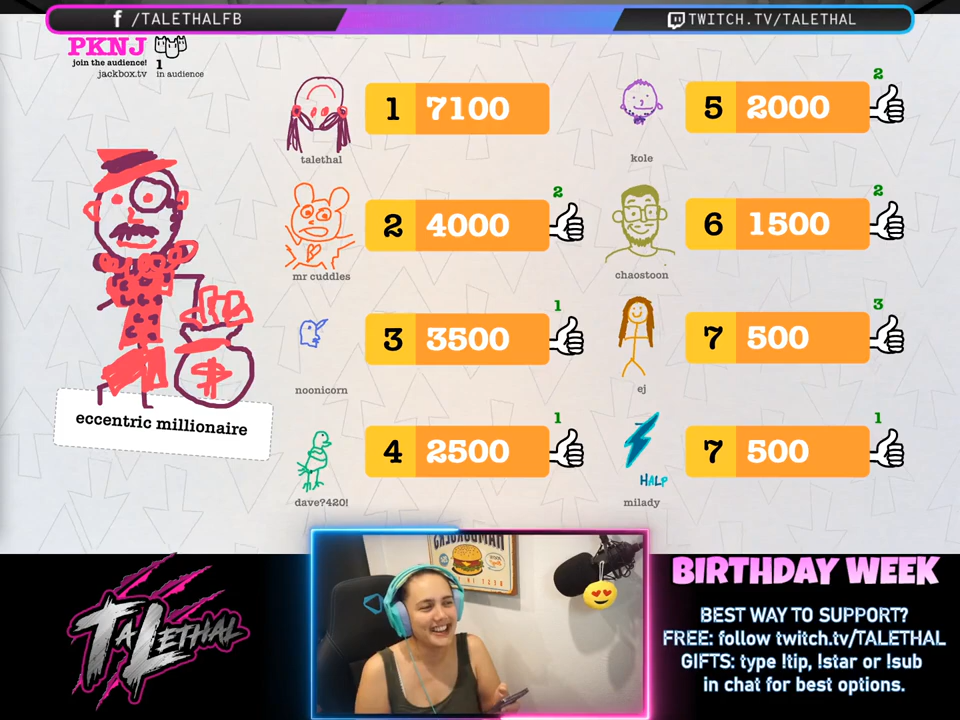 /TALETHALFB
TWITCH.TV/TALETHAL
PKNJ
join the audience!
jackbox.tv
1
in audience
1 7100
talethal
2 4000
2
mr cuddles
3 3500
1
noonicorn
4 2500
1
dave?420!
5 2000
2
kole
6 1500
2
chaostoon
7 500
3
ej
7 500
1
HALP
milady
$
eccentric millionaire
TALETHAL
BIRTHDAY WEEK
BEST WAY TO SUPPORT?
FREE: follow twitch.tv/TALETHAL
GIFTS: type !tip, !star or !sub
in chat for best options.